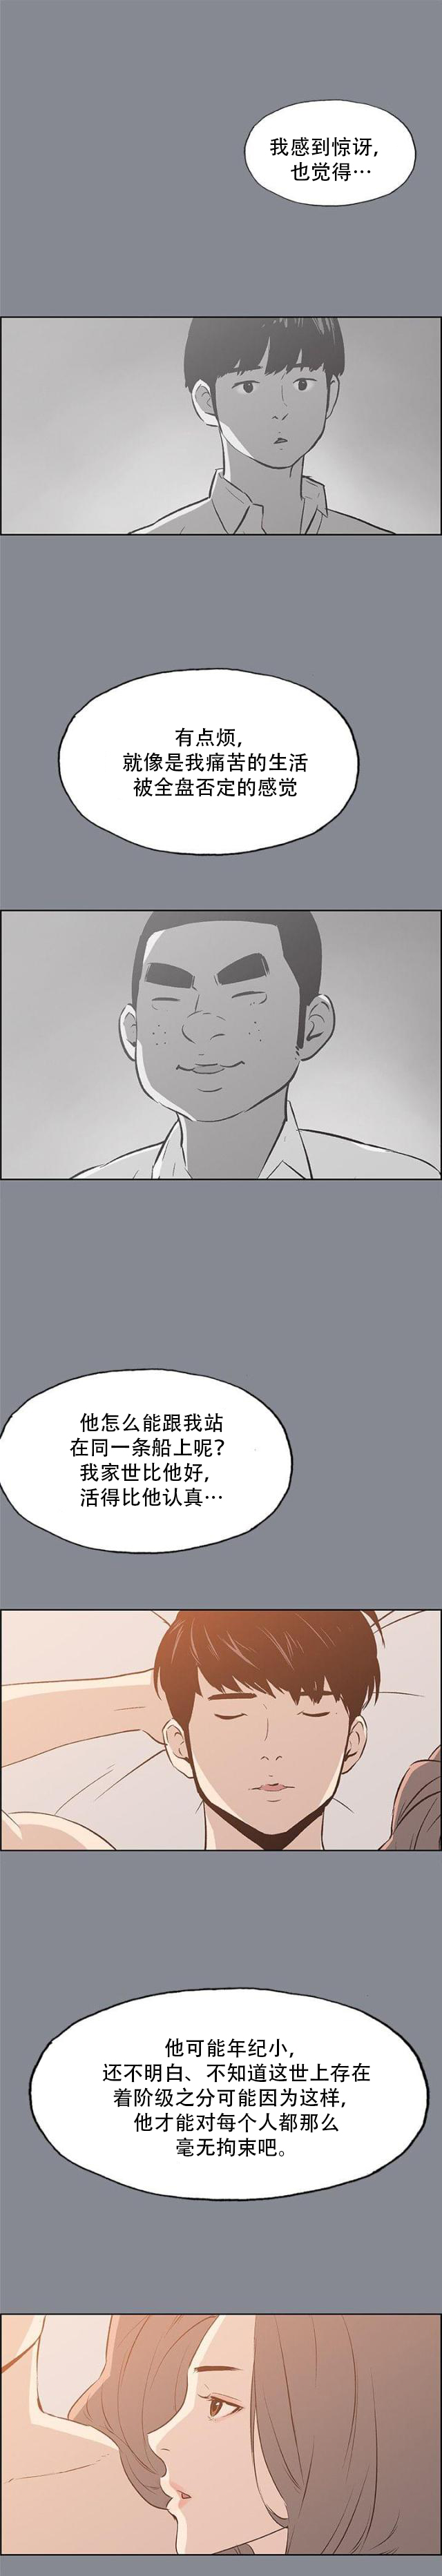 我感到惊讶,
也觉得…
有点烦,
就像是我痛苦的生活
被全盘否定的感觉
他怎么能跟我站
在同一条船上呢?
我家世比他好,
活得比他认真…
他可能年纪小,
还不明白、不知道这世上存在
着阶级之分可能因为这样,
他才能对每个人都那么
毫无拘束吧。